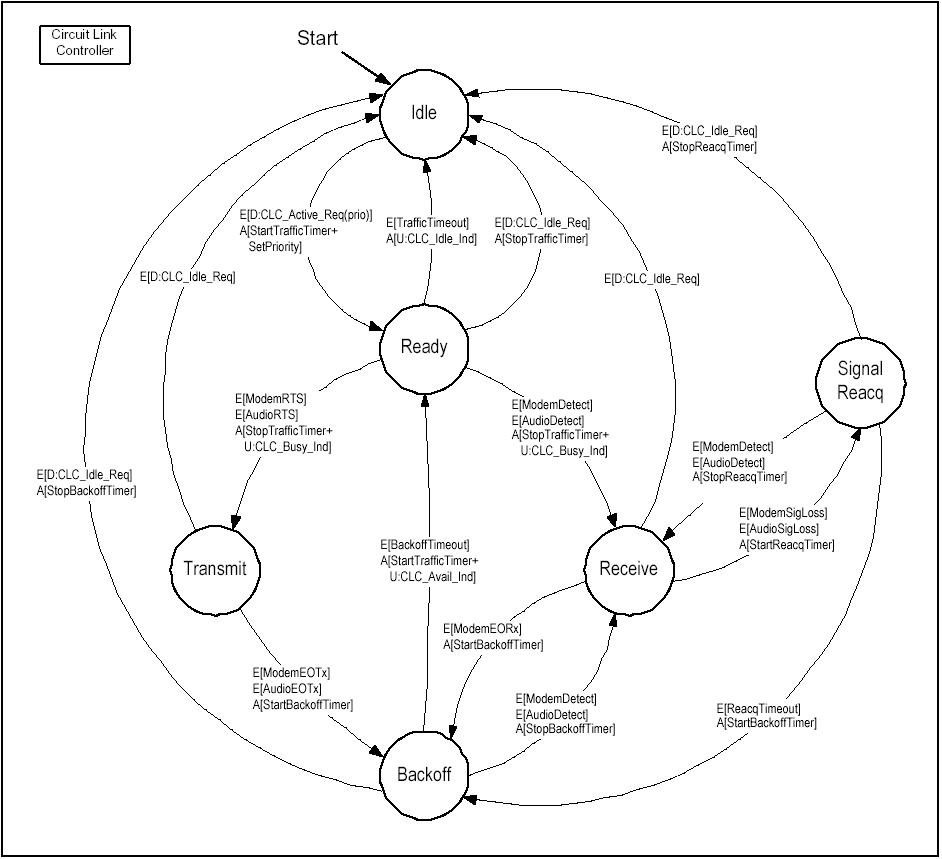 Circuit Link
Controller
Start
Idle
E[D:CLC_Idle_Req]
A[StopReacqTimer]
E[D:CLC_Active_Req(prio)]
A[StartTrafficTimer+
SetPriority]
E[TrafficTimeout]
A[U:CLC_Idle_Ind]
E[D:CLC_Idle_Req]
A[StopTrafficTimer]
E[D:CLC_Idle_Req]
E[D:CLC_Idle_Req]
Ready
Signal
Reacq
E[ModemRTS]
E[AudioRTS]
A[StopTrafficTimer+
U:CLC_Busy_Ind]
E[ModemDetect]
E[AudioDetect]
A[StopTrafficTimer+
U:CLC_Busy_Ind]
E[ModemDetect]
E[AudioDetect]
A[StopReacqTimer]
E[D:CLC_Idle_Req]
A[StopBackoffTimer]
E[ModemSigLoss]
E[AudioSigLoss]
A[StartReacqTimer]
E[BackoffTimeout]
A[StartTrafficTimer+
U:CLC_Avail_Ind]
Transmit
Receive
E[ModemEORx]
A[StartBackoffTimer]
E[ModemEOTx]
E[AudioEOTx]
A[StartBackoffTimer]
E[ModemDetect]
E[AudioDetect]
A[StopBackoffTimer]
E[ReacqTimeout]
A[StartBackoffTimer]
Backoff